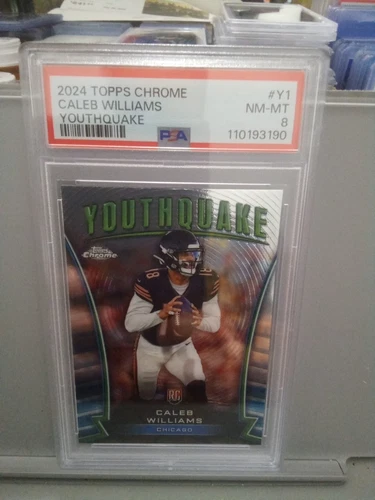 2024 TOPPS CHROME #Y1
CALEB WILLIAMS NM-MT
YOUTHQUAKE 8
PSA 110193190
YOUTHQUAKE
Topps
Chrome
18 18
RC
CALEB
WILLIAMS
CHICAGO